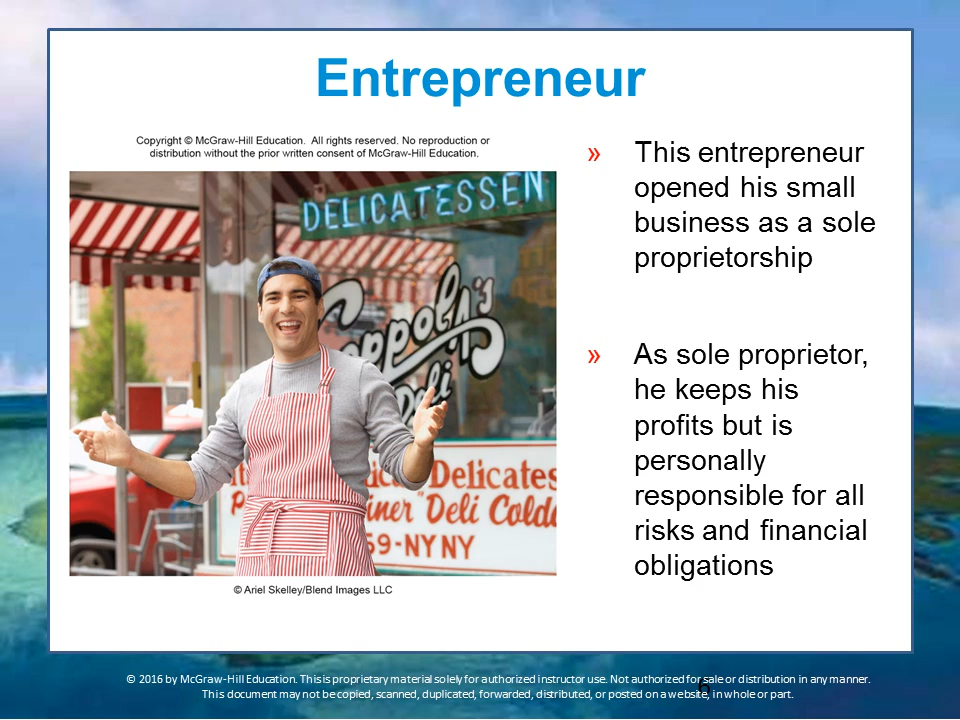 Entrepreneur
Copyright © McGraw-Hill Education. All rights reserved. No reproduction or
distribution without the prior written consent of McGraw-Hill Education.
DELICATESSEN
Coppola's
Deli
Delicates
iner "Deli Colda
59-NY NY
© Ariel Skelley/Blend Images LLC
» This entrepreneur
opened his small
business as a sole
proprietorship
» As sole proprietor,
he keeps his
profits but is
personally
responsible for all
risks and financial
obligations
© 2016 by McGraw-Hill Education. This is proprietary material solely for authorized instructor use. Not authorized for sale or distribution in any manner.
This document may not be copied, scanned, duplicated, forwarded, distributed, or posted on a website, in whole or part.
6